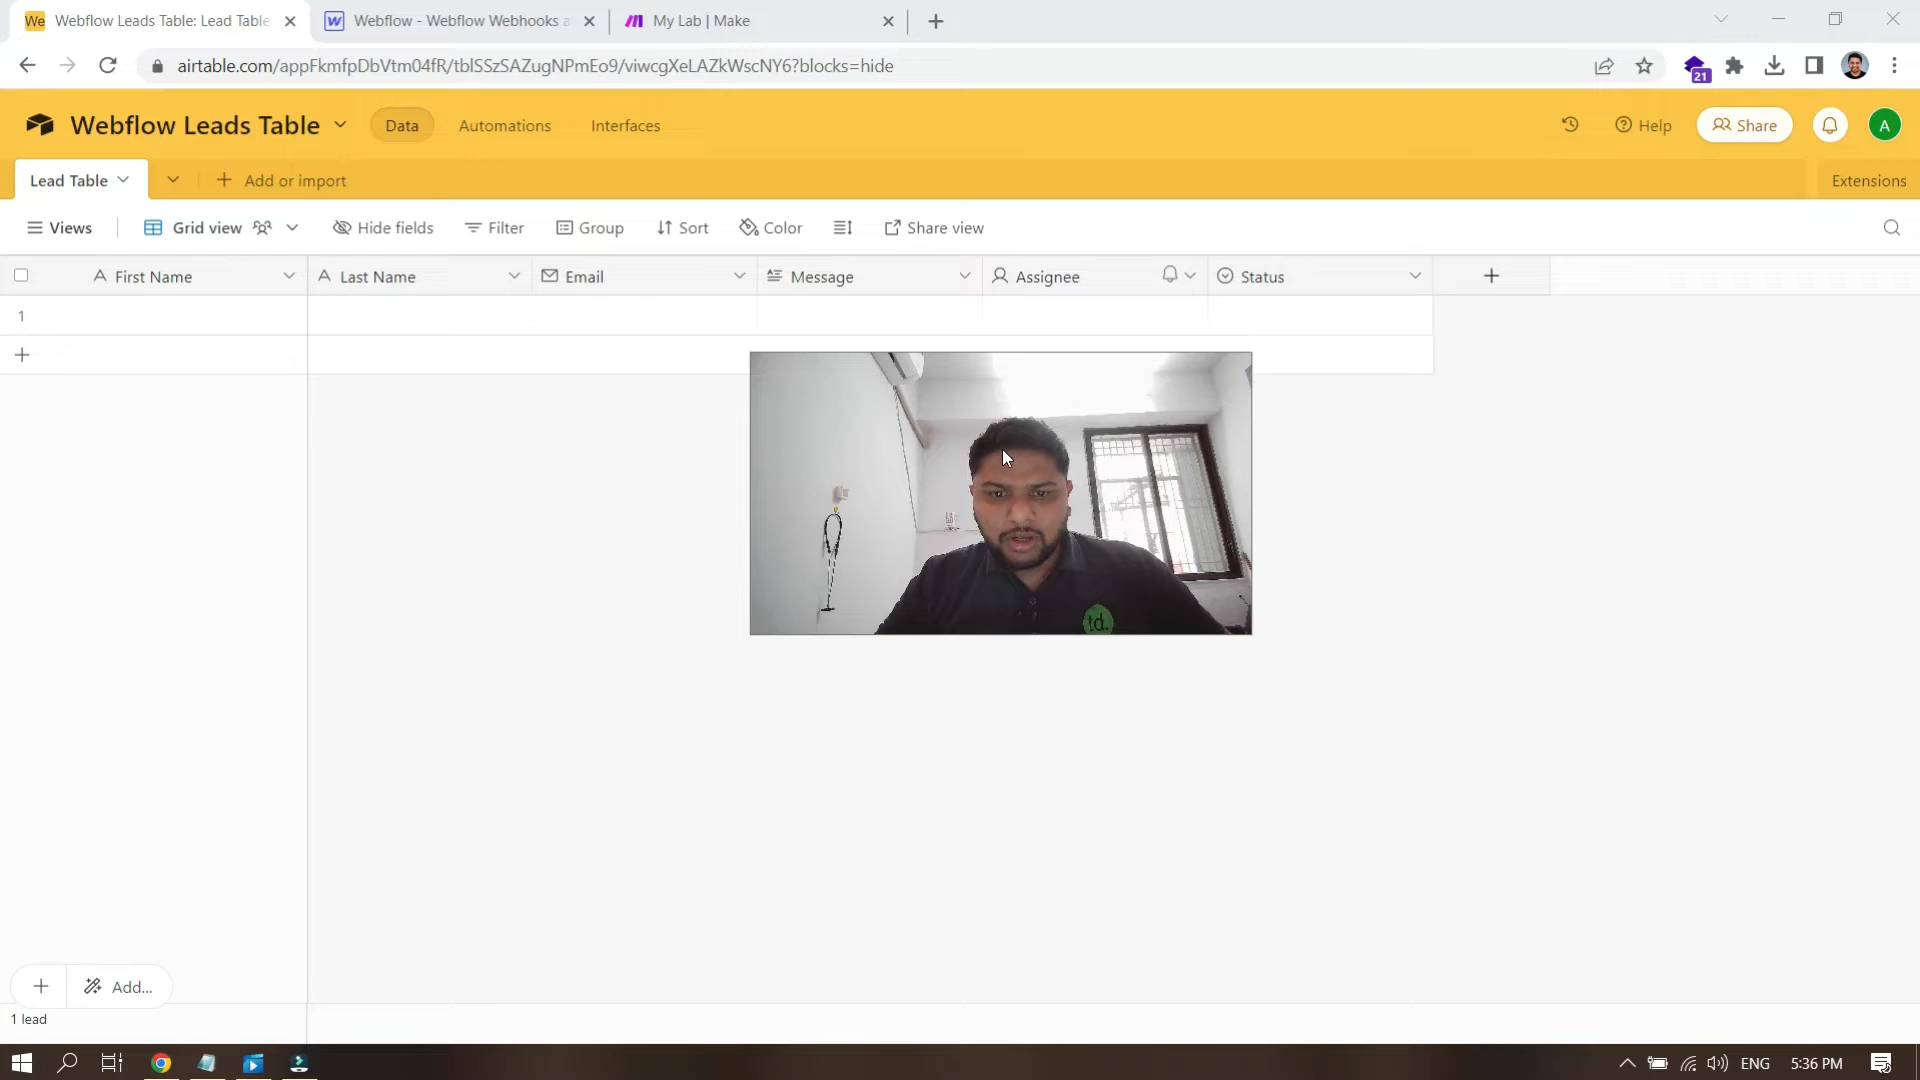 We Webflow Leads Table: Lead Table
W Webflow - Webflow Webhooks a
My Lab | Make
airtable.com/appFkmfpDbVtm04fR/tblSSzSAZugNPmEo9/viwcgXeLAZkWscNY6?blocks=hide
21
Webflow Leads Table
Data
Automations
Interfaces
Help
Share
A
Lead Table
Add or import
Extensions
Views
Grid view
Hide fields
Filter
Group
Sort
Color
Share view
First Name
Last Name
Email
Message
Assignee
Status
1
td.
Add...
1 lead
ENG
5:36 PM